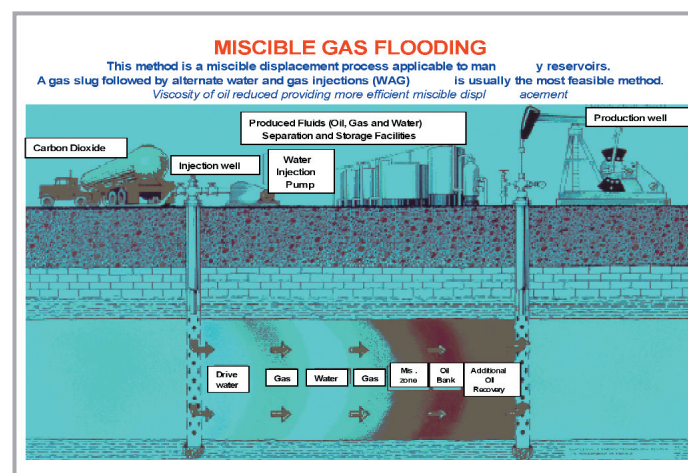 MISCIBLE GAS FLOODING
This method is a miscible displacement process applicable to man y reservoirs.
A gas slug followed by alternate water and gas injections (WAG) is usually the most feasible method.
Viscosity of oil reduced providing more efficient miscible displ acement
Produced Fluids (Oil, Gas and Water)
Separation and Storage Facilities
Production well
Carbon Dioxide
Injection well
Water
Injection
Pump
Drive
water
Gas
Water
Gas
Mis .
zone
Oil
Bank
Additional
Oil
Recovery